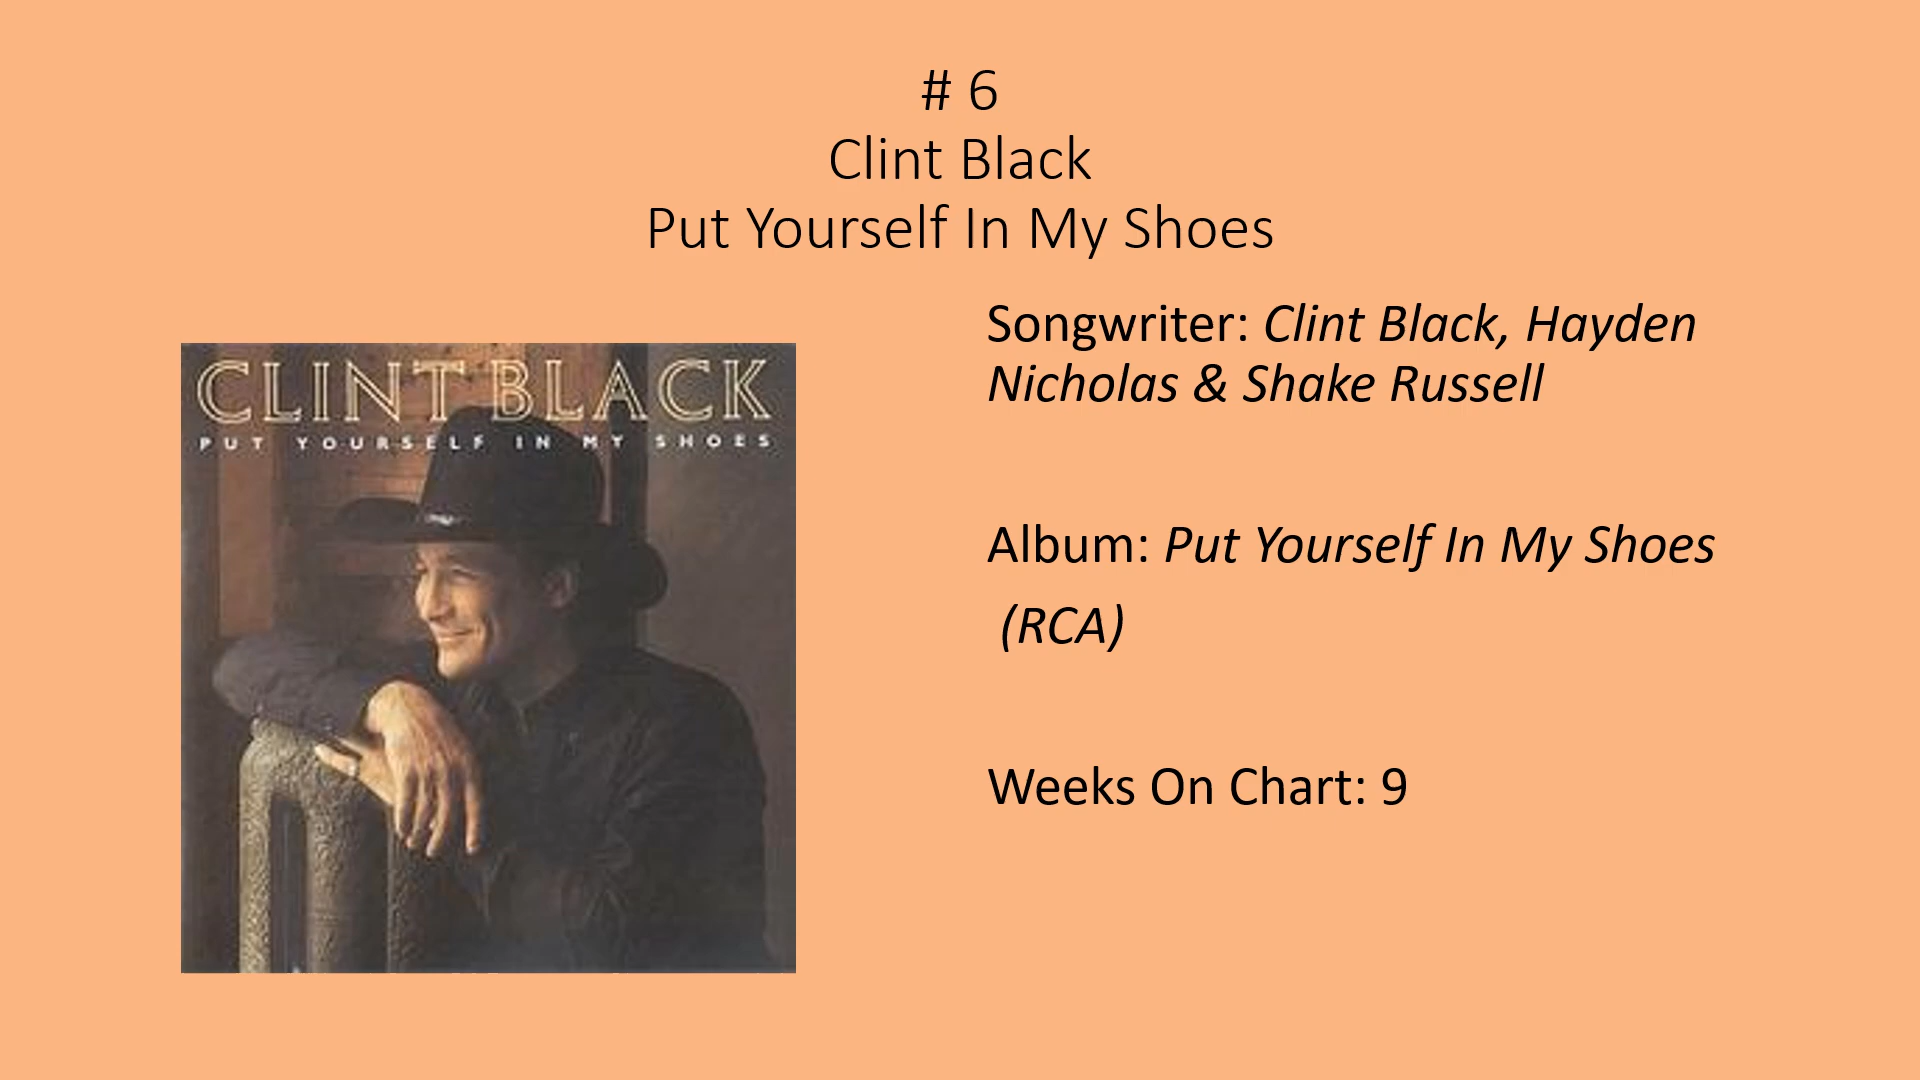 # 6
Clint Black
Put Yourself In My Shoes
Songwriter: Clint Black, Hayden
Nicholas & Shake Russell
CLINT BLACK
PUT YOURSELF IN MY SHOES
Album: Put Yourself In My Shoes
(RCA)
Weeks On Chart: 9